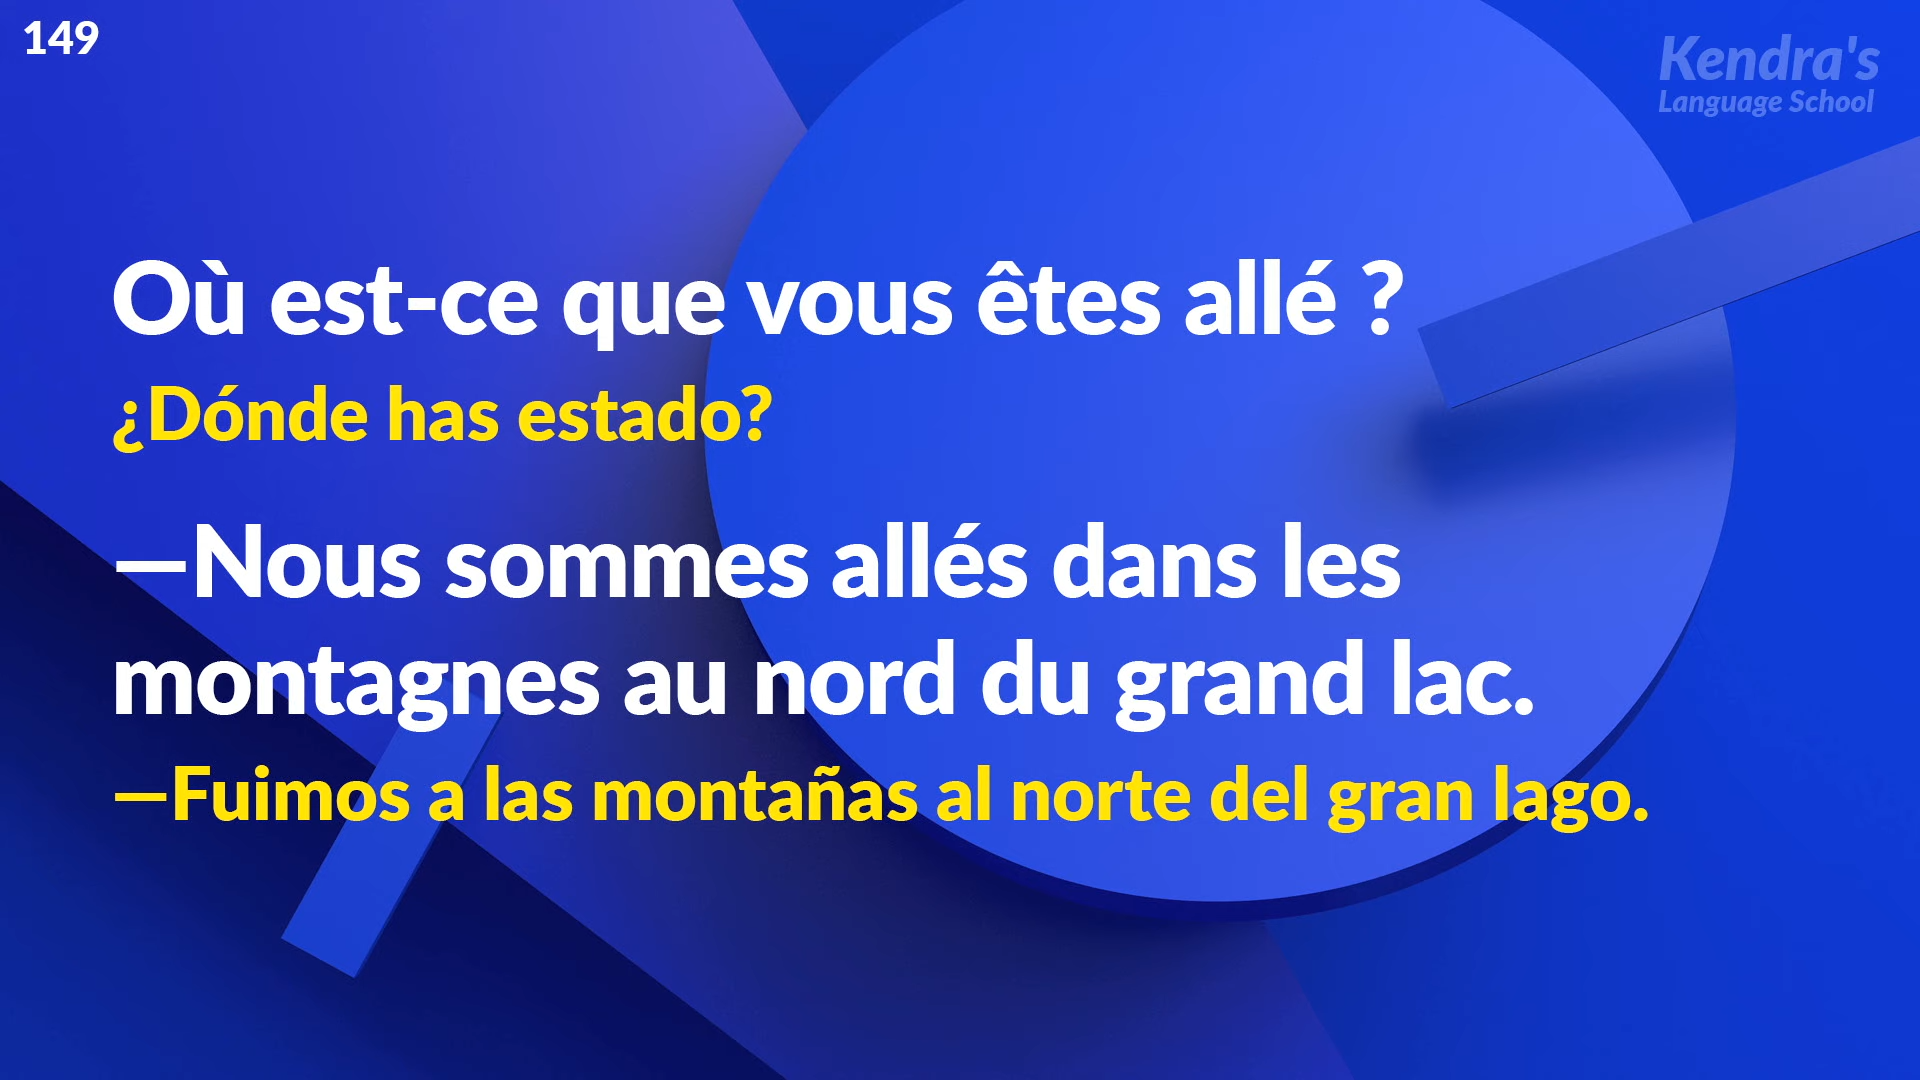 149
Kendra's
Language School
Où est-ce que vous êtes allé ?
¿Dónde has estado?
—Nous sommes allés dans les
montagnes au nord du grand lac.
—Fuimos a las montañas al norte del gran lago.